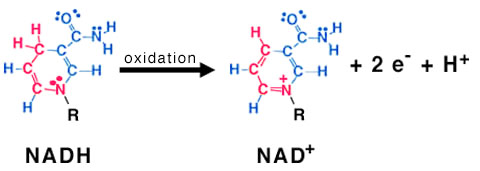 O
H H
H C N
C C H
H C C H
C N
H
R
oxidation
O
H
H C N
C C H
H C C H
+
C N
H
R
+ 2 e⁻ + H⁺
NADH
NAD⁺